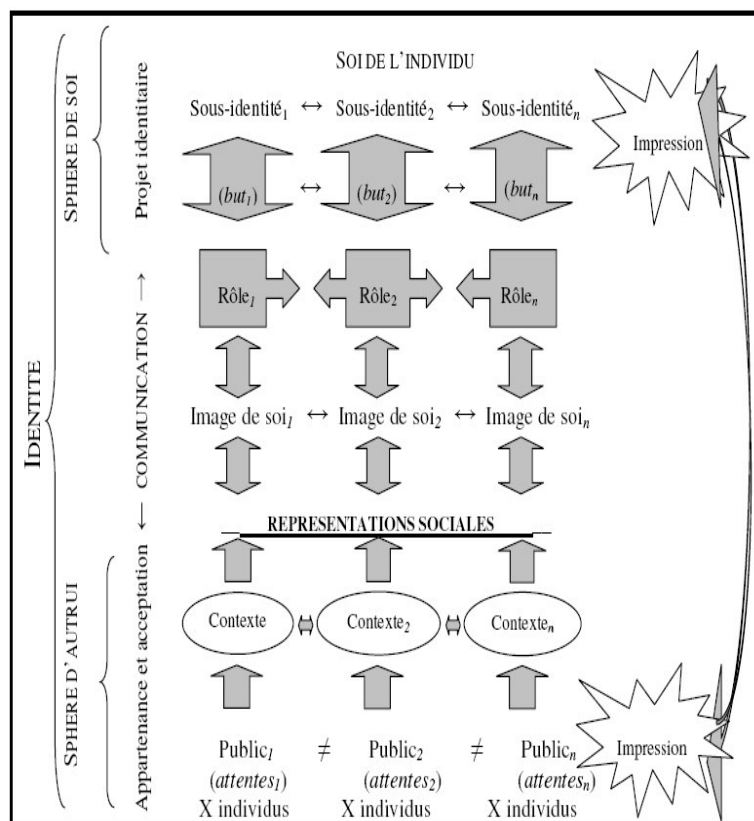 SOI DE L'INDIVIDU
Sous-identité1 ↔ Sous-identité2 ↔ Sous-identitén
Impression
(but1) ↔ (but2) ↔ (butn)
Rôle1 Rôle2 Rôlen
Image de soi1 ↔ Image de soi2 ↔ Image de soin
REPRESENTATIONS SOCIALES
Contexte Contexte2 Contexten
Public1 ≠ Public2 ≠ Publicn
(attentes1) (attentes2) (attentesn)
X individus X individus X individus
Impression
IDENTITE
SPHERE DE SOI
SPHERE D'AUTRUI
Projet identitaire
← COMMUNICATION →
Appartenance et acceptation